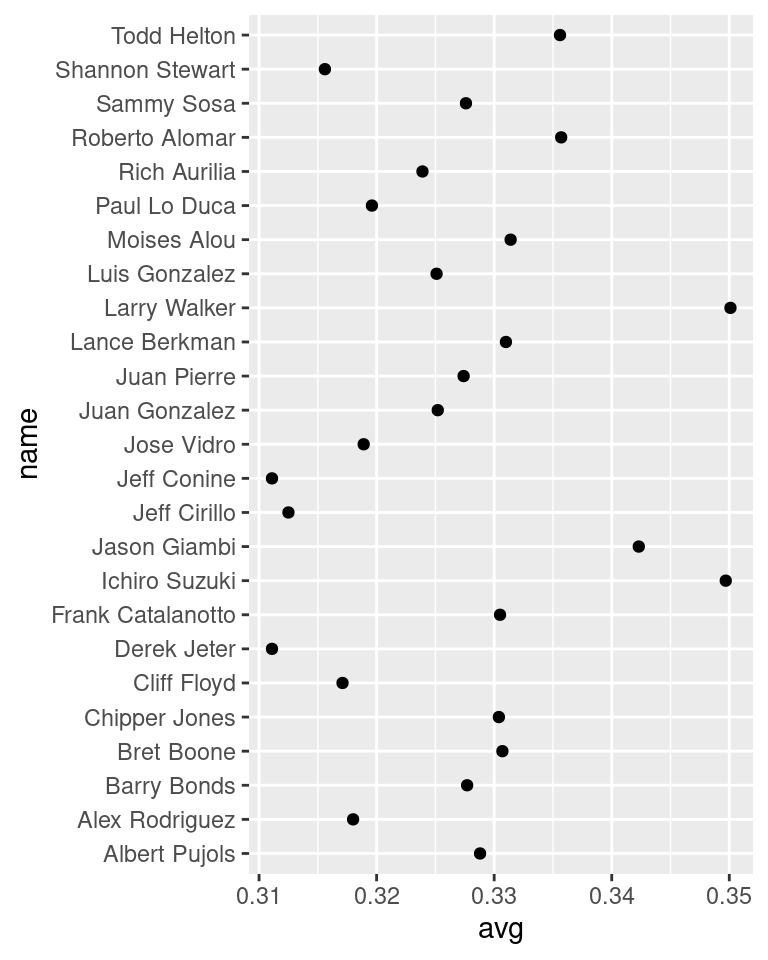 Todd Helton
Shannon Stewart
Sammy Sosa
Roberto Alomar
Rich Aurilia
Paul Lo Duca
Moises Alou
Luis Gonzalez
Larry Walker
Lance Berkman
Juan Pierre
Juan Gonzalez
Jose Vidro
Jeff Conine
Jeff Cirillo
Jason Giambi
Ichiro Suzuki
Frank Catalanotto
Derek Jeter
Cliff Floyd
Chipper Jones
Bret Boone
Barry Bonds
Alex Rodriguez
Albert Pujols
name
0.31 0.32 0.33 0.34 0.35
avg